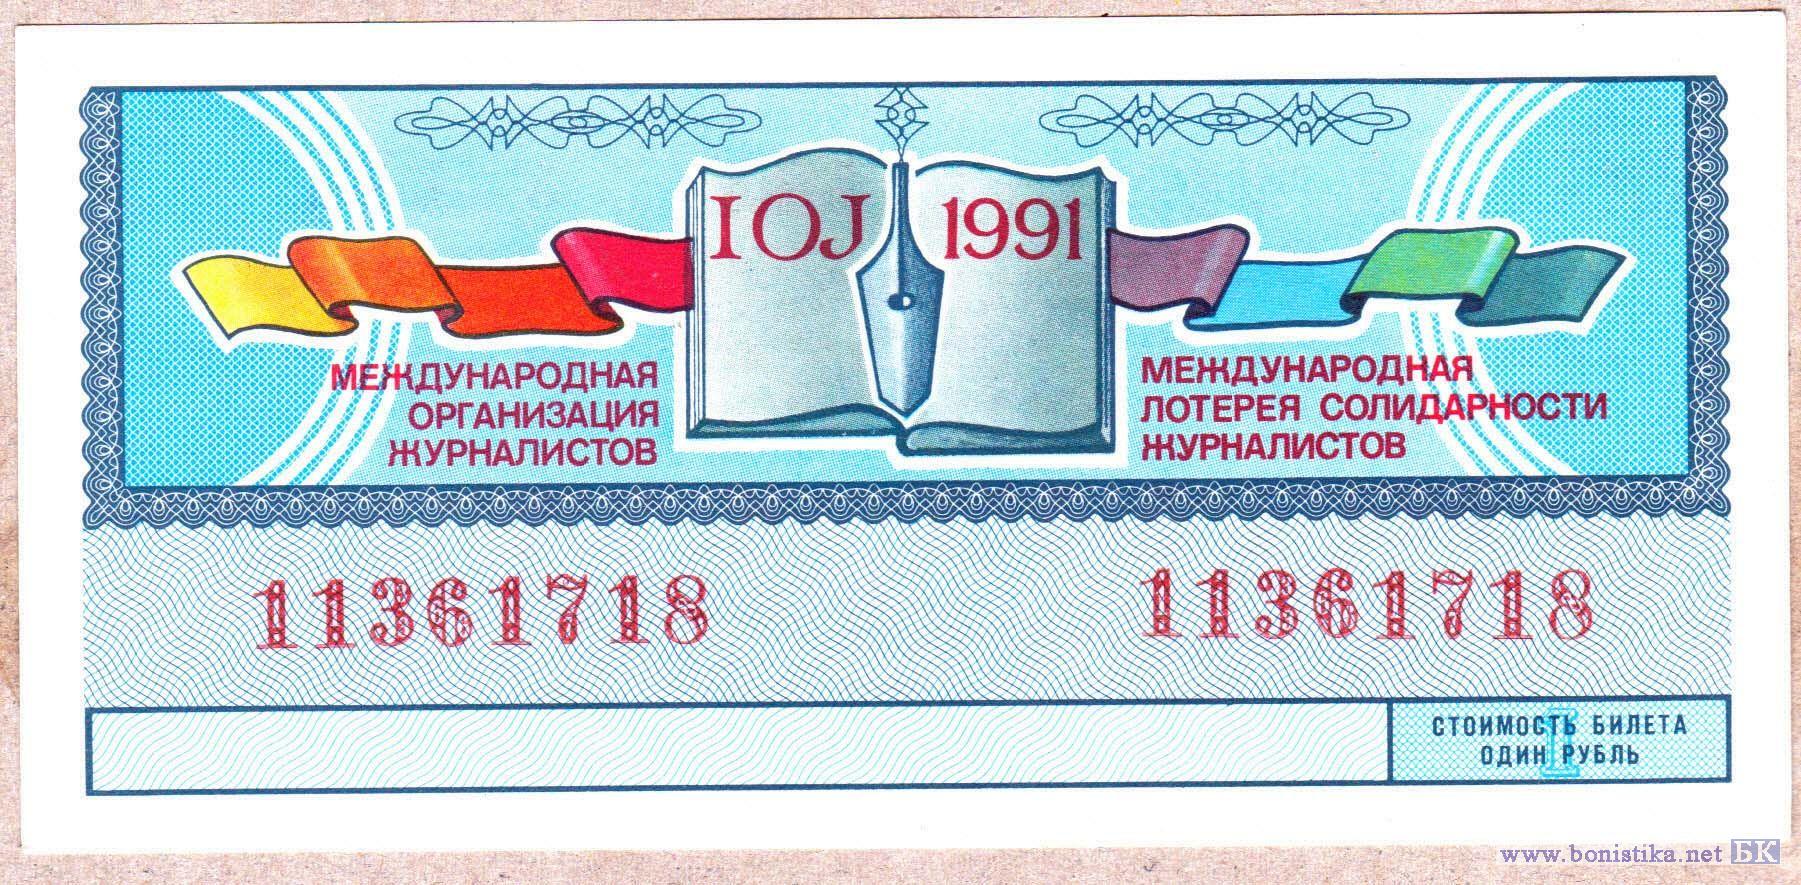 IOJ 1991
МЕЖДУНАРОДНАЯ
ОРГАНИЗАЦИЯ
ЖУРНАЛИСТОВ
МЕЖДУНАРОДНАЯ
ЛОТЕРЕЯ СОЛИДАРНОСТИ
ЖУРНАЛИСТОВ
11361718
11361718
1
СТОИМОСТЬ БИЛЕТА
ОДИН РУБЛЬ
www.bonistika.net БК